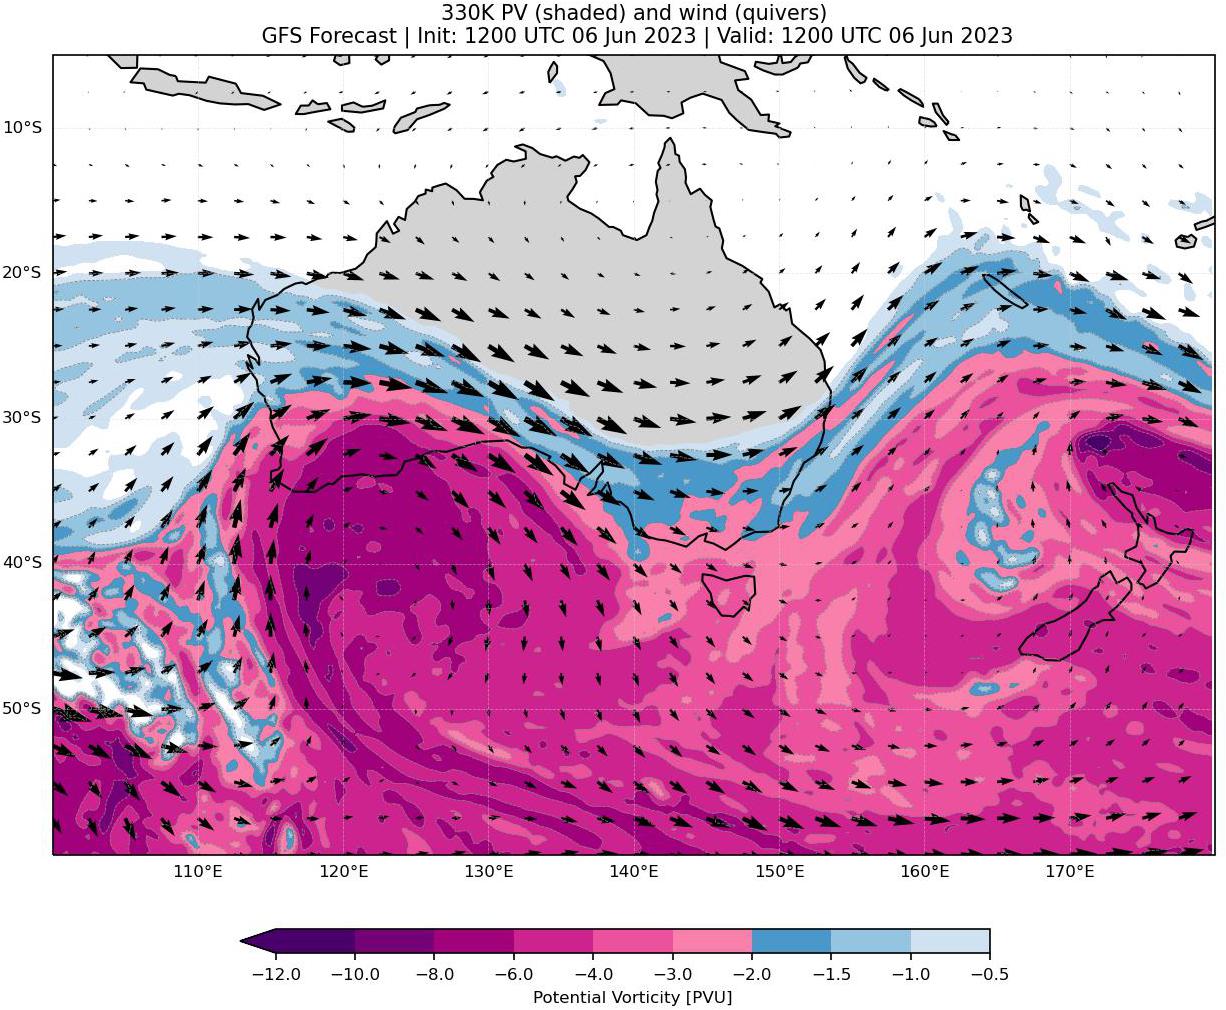 330K PV (shaded) and wind (quivers)
GFS Forecast | Init: 1200 UTC 06 Jun 2023 | Valid: 1200 UTC 06 Jun 2023
10°S
20°S
30°S
40°S
50°S
110°E 120°E 130°E 140°E 150°E 160°E 170°E
−12.0 −10.0 −8.0 −6.0 −4.0 −3.0 −2.0 −1.5 −1.0 −0.5
Potential Vorticity [PVU]